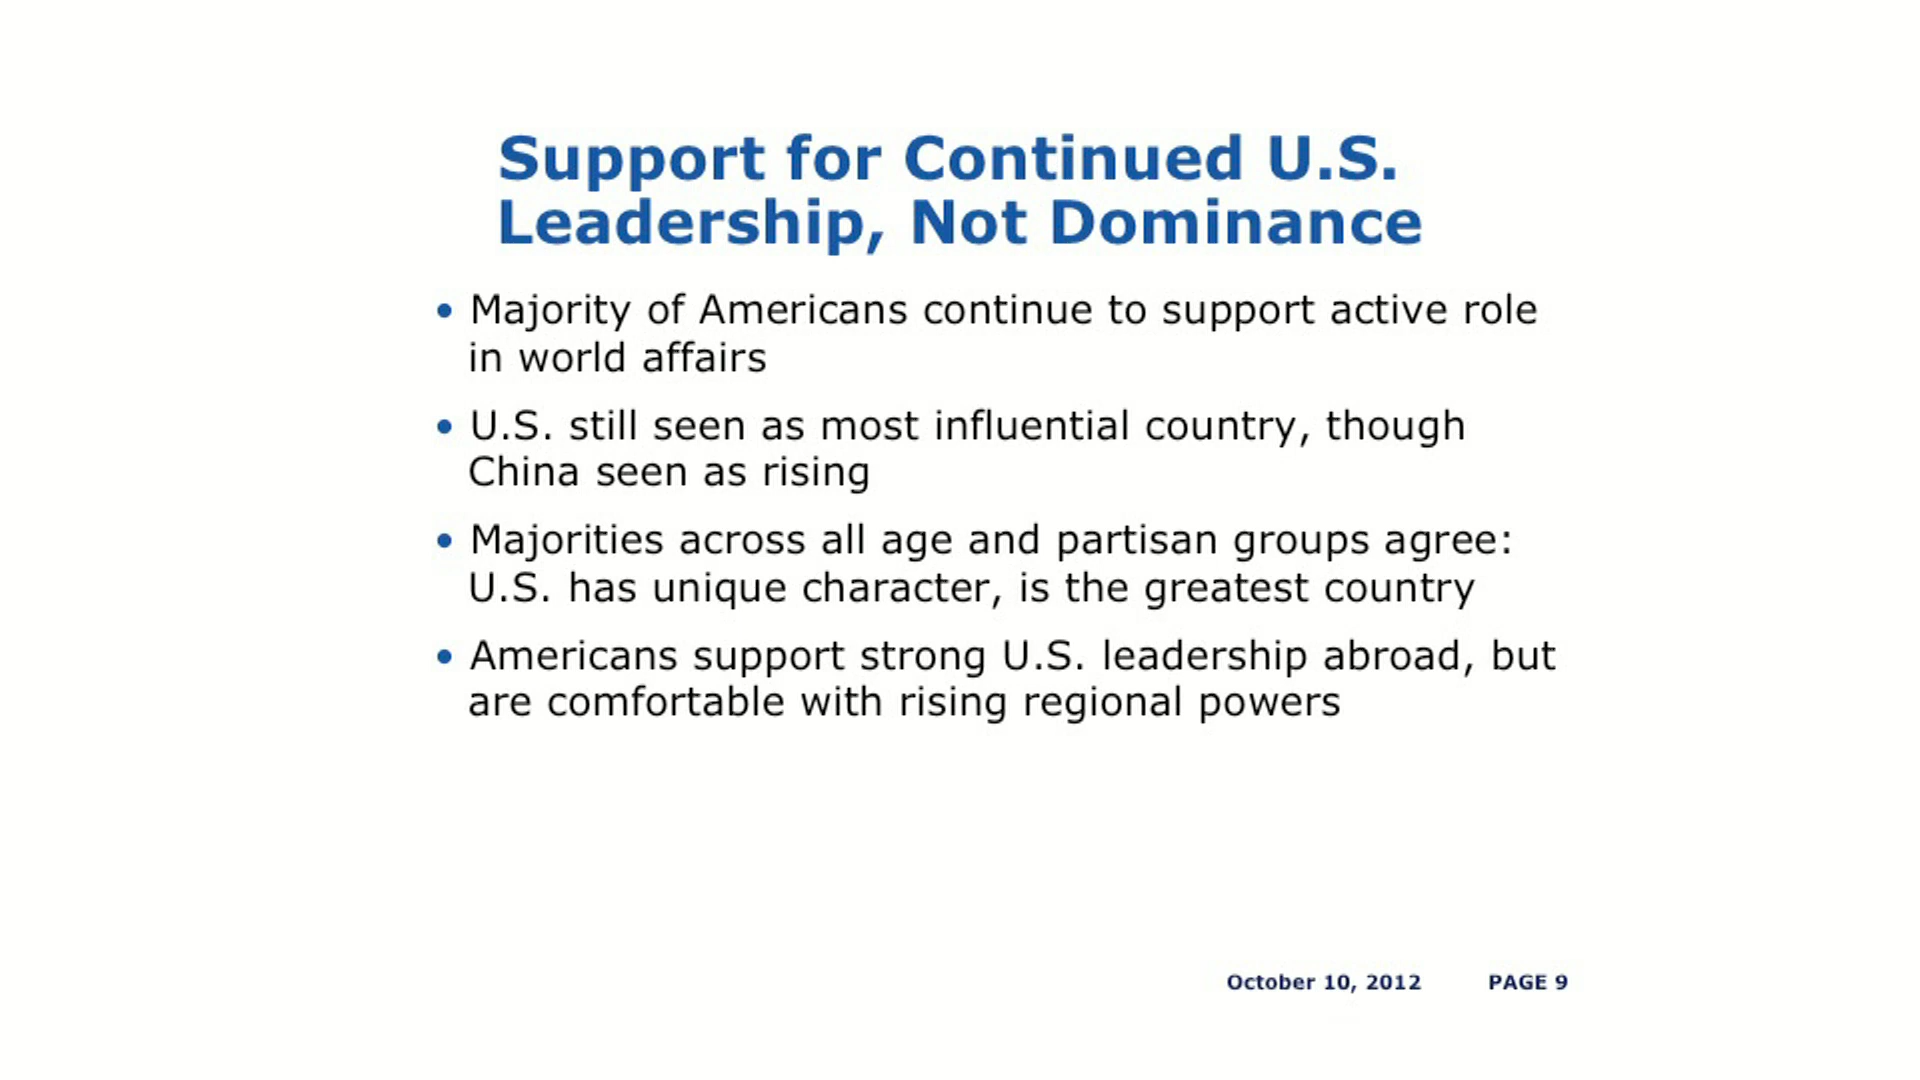 Support for Continued U.S.
Leadership, Not Dominance
• Majority of Americans continue to support active role
in world affairs
• U.S. still seen as most influential country, though
China seen as rising
• Majorities across all age and partisan groups agree:
U.S. has unique character, is the greatest country
• Americans support strong U.S. leadership abroad, but
are comfortable with rising regional powers
October 10, 2012 PAGE 9